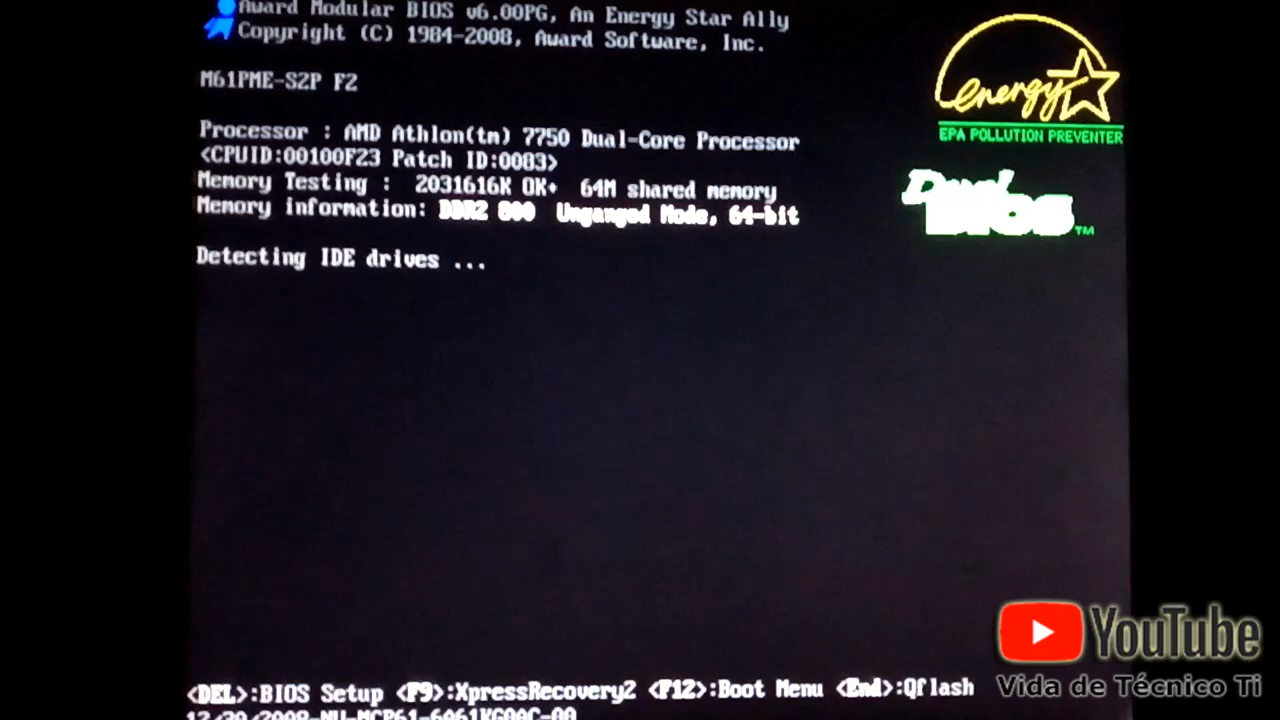 Award Modular BIOS v6.00PG, An Energy Star Ally
Copyright (C) 1984-2008, Award Software, Inc.
energy
EPA POLLUTION PREVENTER
M61PME-S2P F2
Processor : AMD Athlon(tm) 7750 Dual-Core Processor
<CPUID:00100F23 Patch ID:0083>
Memory Testing : 2031616K OK+ 64M shared memory
Memory information: DDR2 800 Unganged Mode, 64-bit
Dual
BIOS™
Detecting IDE drives ...
YouTube
Vida de Técnico Ti
<DEL>:BIOS Setup <F9>:XpressRecovery2 <F12>:Boot Menu <End>:Qflash